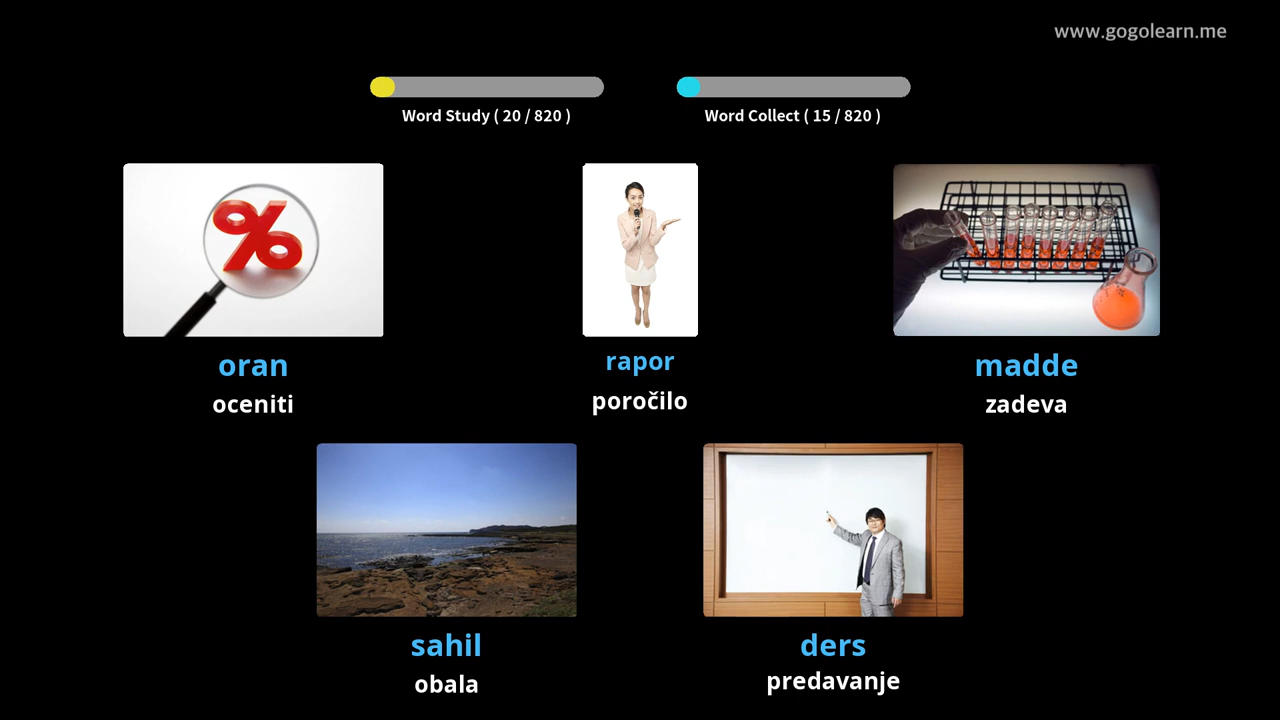 www.gogolearn.me
Word Study ( 20 / 820 )
Word Collect ( 15 / 820 )
%
oran
oceniti
rapor
poročilo
madde
zadeva
sahil
obala
ders
predavanje